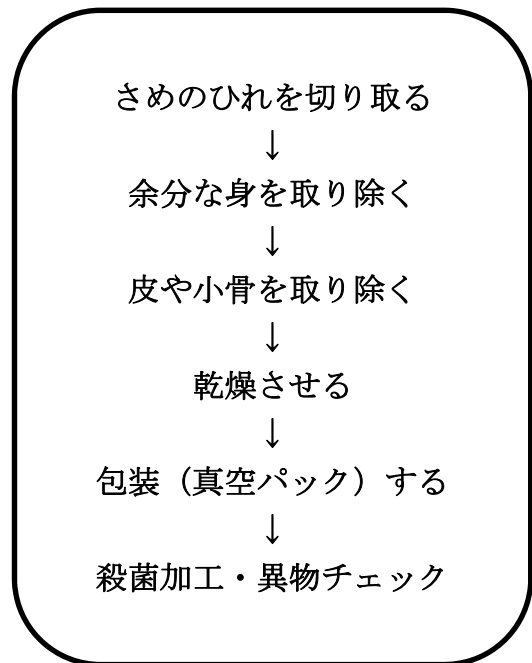 さめのひれを切り取る
↓
余分な身を取り除く
↓
皮や小骨を取り除く
↓
乾燥させる
↓
包装（真空パック）する
↓
殺菌加工・異物チェック